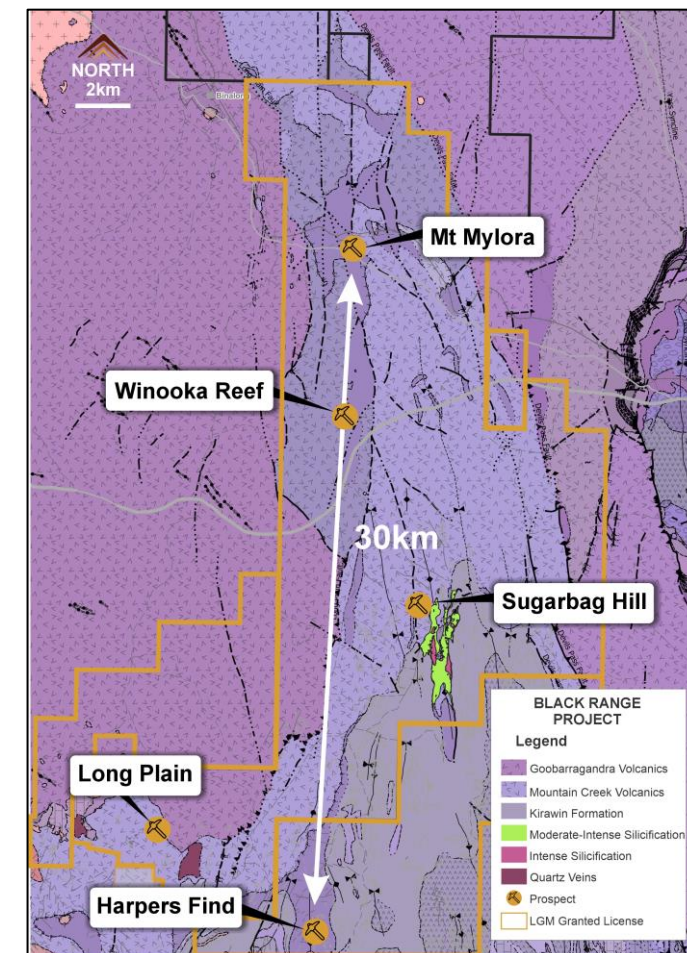 NORTH
2km
Binalong
Mt Mylora
Winooka Reef
30km
Sugarbag Hill
Long Plain
Harpers Find
BLACK RANGE
PROJECT
Legend
Goobarragandra Volcanics
Mountain Creek Volcanics
Kirawin Formation
Moderate-Intense Silicification
Intense Silicification
Quartz Veins
Prospect
LGM Granted License